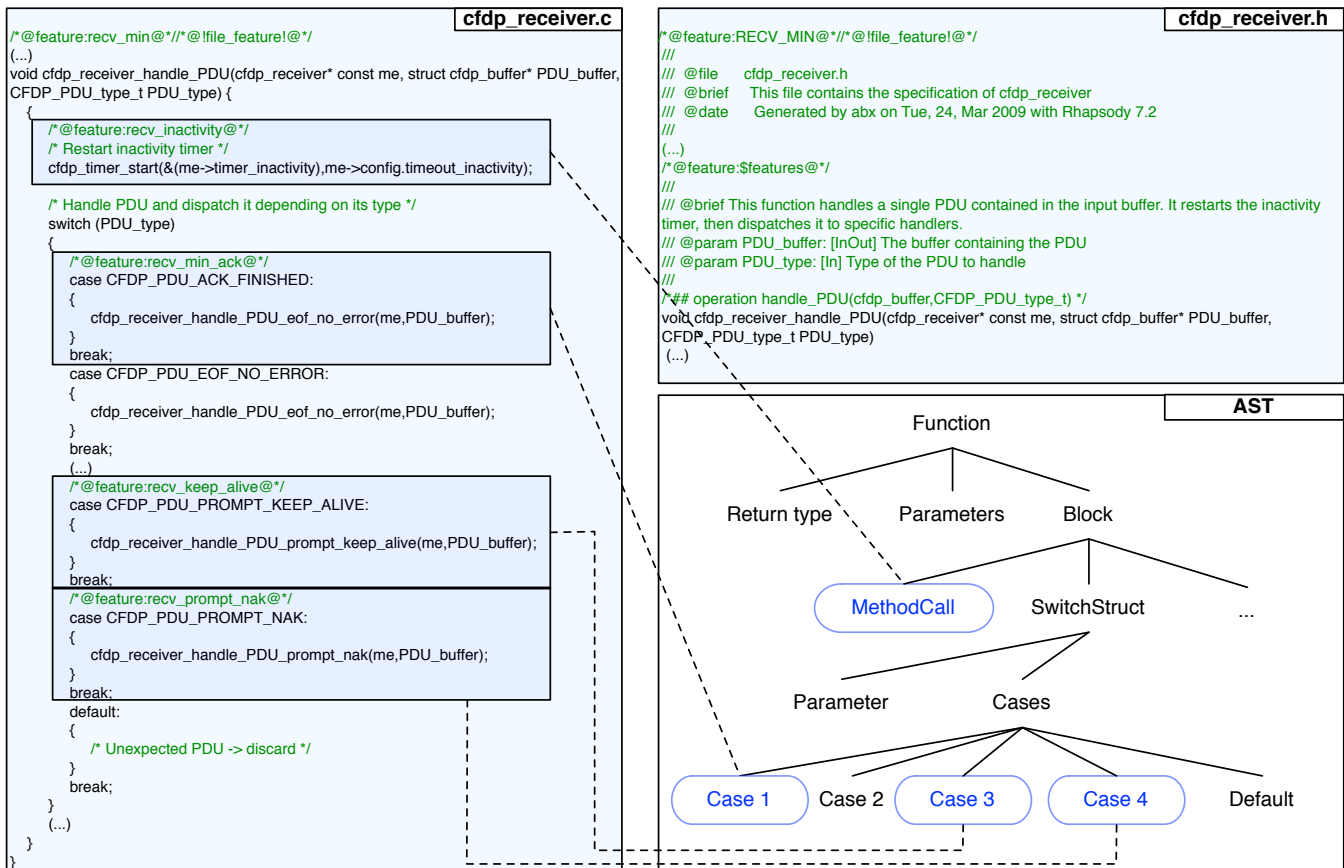 cfdp_receiver.c
/*@feature:recv_min@*//*@!file_feature!@*/
(...)
void cfdp_receiver_handle_PDU(cfdp_receiver* const me, struct cfdp_buffer* PDU_buffer,
CFDP_PDU_type_t PDU_type) {
{
/*@feature:recv_inactivity@*/
/* Restart inactivity timer */
cfdp_timer_start(&(me->timer_inactivity),me->config.timeout_inactivity);
/* Handle PDU and dispatch it depending on its type */
switch (PDU_type)
{
/*@feature:recv_min_ack@*/
case CFDP_PDU_ACK_FINISHED:
{
cfdp_receiver_handle_PDU_eof_no_error(me,PDU_buffer);
}
break;
case CFDP_PDU_EOF_NO_ERROR:
{
cfdp_receiver_handle_PDU_eof_no_error(me,PDU_buffer);
}
break;
(...)
/*@feature:recv_keep_alive@*/
case CFDP_PDU_PROMPT_KEEP_ALIVE:
{
cfdp_receiver_handle_PDU_prompt_keep_alive(me,PDU_buffer);
}
break;
/*@feature:recv_prompt_nak@*/
case CFDP_PDU_PROMPT_NAK:
{
cfdp_receiver_handle_PDU_prompt_nak(me,PDU_buffer);
}
break;
default:
{
/* Unexpected PDU -> discard */
}
break;
}
(...)
}
}
cfdp_receiver.h
/*@feature:RECV_MIN@*//*@!file_feature!@*/
///
/// @file cfdp_receiver.h
/// @brief This file contains the specification of cfdp_receiver
/// @date Generated by abx on Tue, 24, Mar 2009 with Rhapsody 7.2
///
(...)
/*@feature:$features@*/
///
/// @brief This function handles a single PDU contained in the input buffer. It restarts the inactivity
timer, then dispatches it to specific handlers.
/// @param PDU_buffer: [InOut] The buffer containing the PDU
/// @param PDU_type: [In] Type of the PDU to handle
///
/*## operation handle_PDU(cfdp_buffer,CFDP_PDU_type_t) */
void cfdp_receiver_handle_PDU(cfdp_receiver* const me, struct cfdp_buffer* PDU_buffer,
CFDP_PDU_type_t PDU_type)
(...)
AST
Function
Return type Parameters Block
MethodCall SwitchStruct ...
Parameter Cases
Case 1 Case 2 Case 3 Case 4 Default